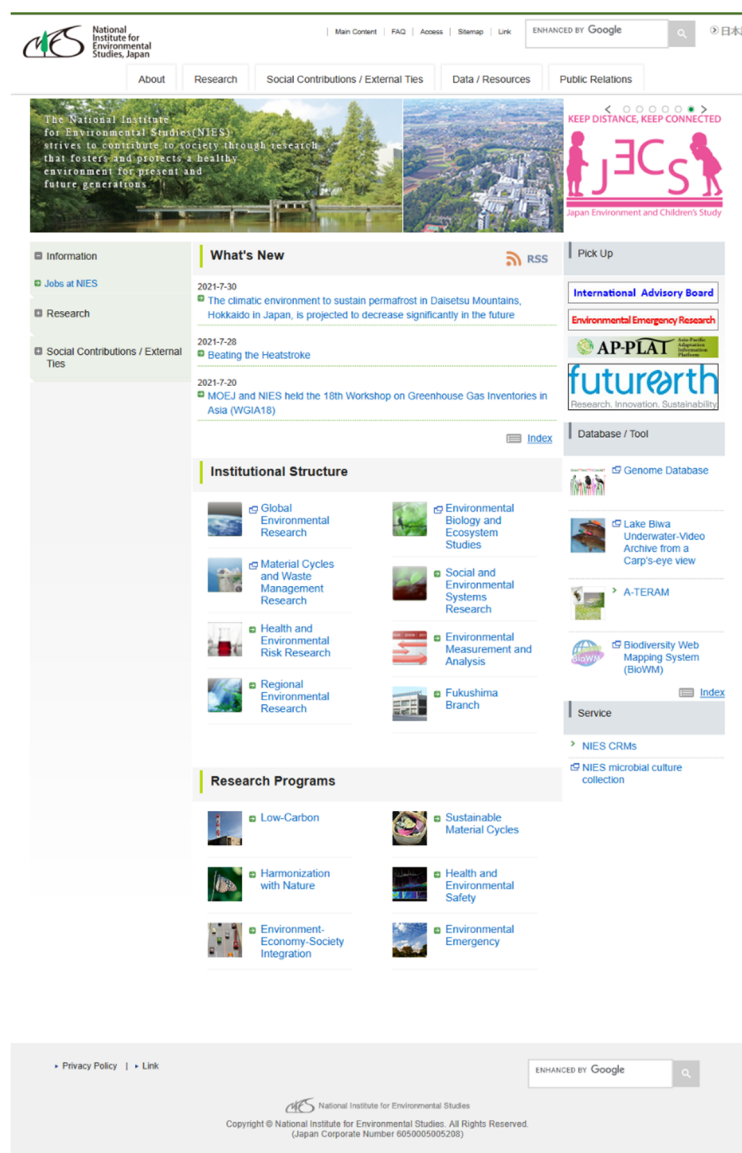 National
Institute for
Environmental
Studies, Japan
Main Content | FAQ | Access | Sitemap | Link
ENHANCED BY Google
About
Research
Social Contributions / External Ties
Data / Resources
Public Relations
The National Institute
for Environmental Studies(NIES)
strives to contribute to society through research
that fosters and protects a healthy
environment for present and
future generations.
KEEP DISTANCE, KEEP CONNECTED
JECS
Japan Environment and Children's Study
Information
Jobs at NIES
Research
Social Contributions / External
Ties
What's New
RSS
2021-7-30
The climatic environment to sustain permafrost in Daisetsu Mountains,
Hokkaido in Japan, is projected to decrease significantly in the future
2021-7-28
Beating the Heatstroke
2021-7-20
MOEJ and NIES held the 18th Workshop on Greenhouse Gas Inventories in
Asia (WGIA18)
Index
Institutional Structure
Global
Environmental
Research
Environmental
Biology and
Ecosystem
Studies
Material Cycles
and Waste
Management
Research
Social and
Environmental
Systems
Research
Health and
Environmental
Risk Research
Environmental
Measurement and
Analysis
Regional
Environmental
Research
Fukushima
Branch
Research Programs
Low-Carbon
Sustainable
Material Cycles
Harmonization
with Nature
Health and
Environmental
Safety
Environment-
Economy-Society
Integration
Environmental
Emergency
Pick Up
International Advisory Board
Environmental Emergency Research
AP-PLAT
Asia-Pacific
Adaptation
Information
Platform
futurearth
Research. Innovation. Sustainability.
Database / Tool
Genome Database
Lake Biwa
Underwater-Video
Archive from a
Carp's-eye view
A-TERAM
BioWM
Biodiversity Web
Mapping System
(BioWM)
Index
Service
NIES CRMs
NIES microbial culture
collection
Privacy Policy | Link
ENHANCED BY Google
National Institute for Environmental Studies
Copyright © National Institute for Environmental Studies. All Rights Reserved.
(Japan Corporate Number 6050005005208)